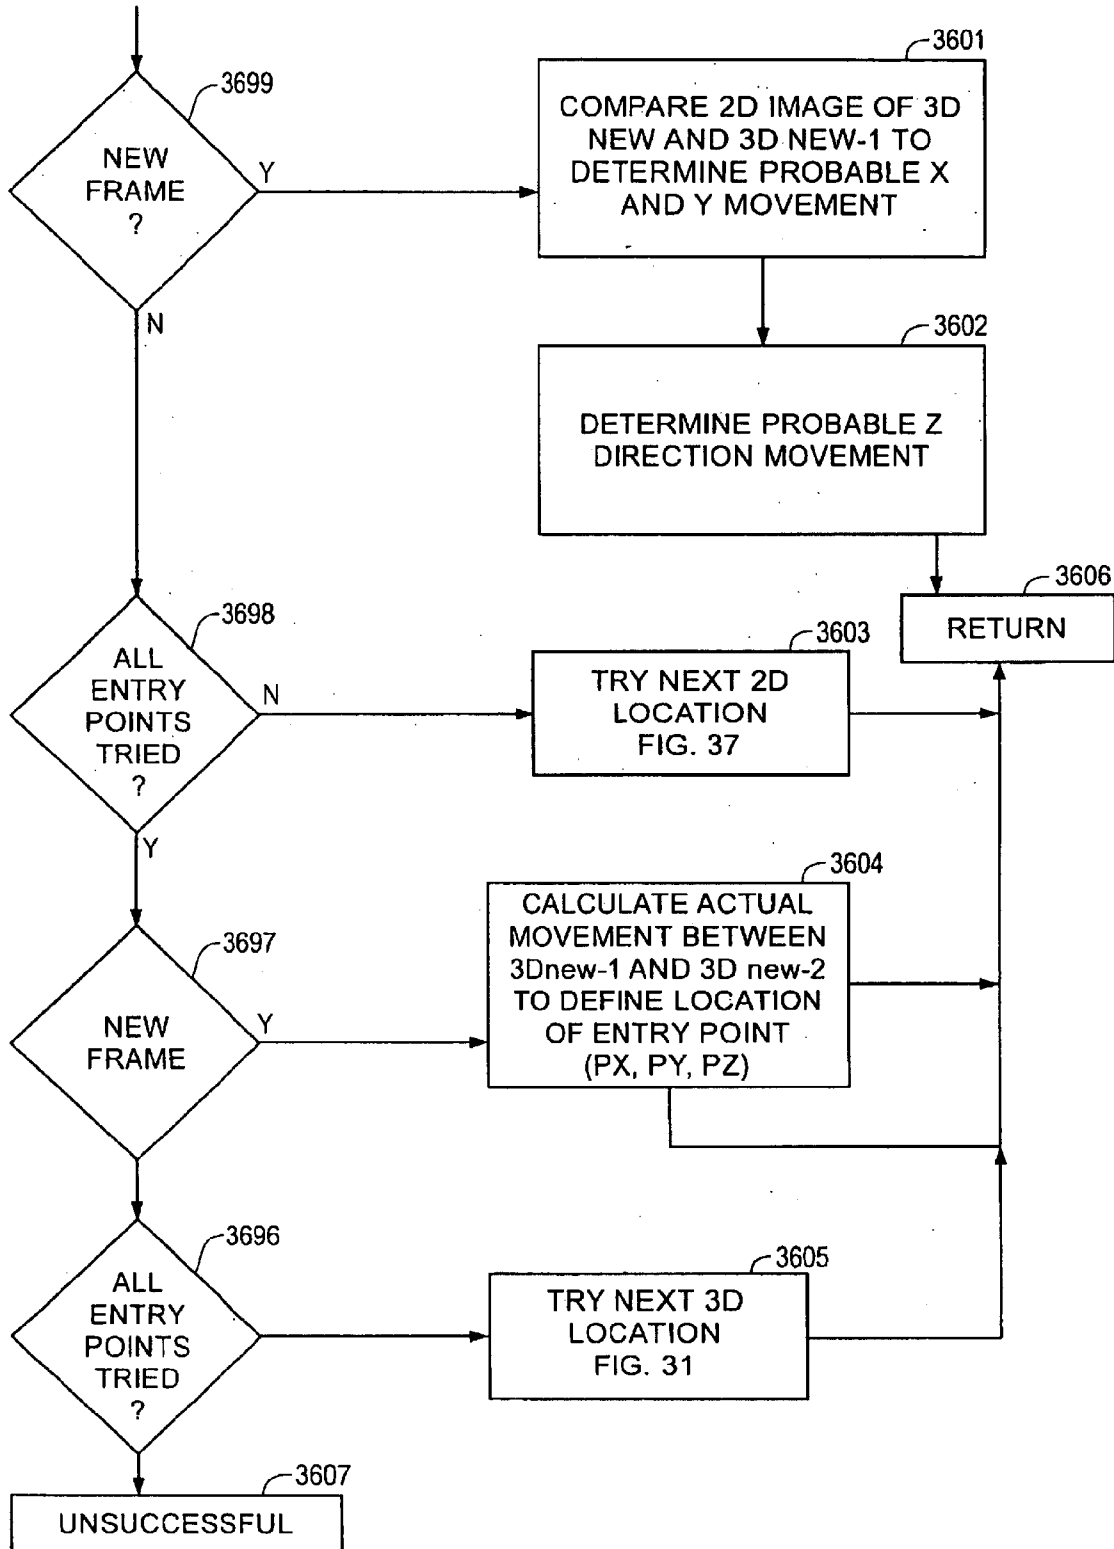 3699
NEW
FRAME
?
Y
N
3601
COMPARE 2D IMAGE OF 3D
NEW AND 3D NEW-1 TO
DETERMINE PROBABLE X
AND Y MOVEMENT
3602
DETERMINE PROBABLE Z
DIRECTION MOVEMENT
3606
RETURN
3698
ALL
ENTRY
POINTS
TRIED
?
N
Y
3603
TRY NEXT 2D
LOCATION
FIG. 37
3697
NEW
FRAME
Y
3604
CALCULATE ACTUAL
MOVEMENT BETWEEN
3Dnew-1 AND 3D new-2
TO DEFINE LOCATION
OF ENTRY POINT
(PX, PY, PZ)
3696
ALL
ENTRY
POINTS
TRIED
?
3605
TRY NEXT 3D
LOCATION
FIG. 31
3607
UNSUCCESSFUL